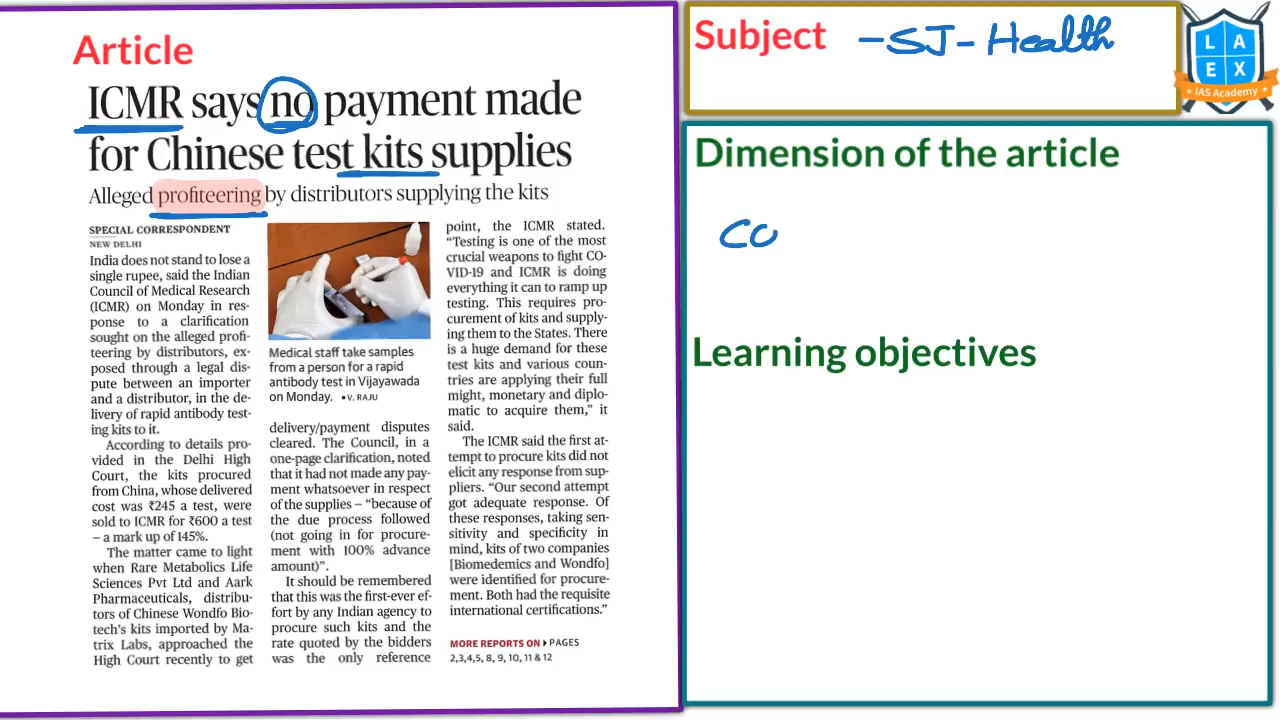 Article
ICMR says no payment made
for Chinese test kits supplies
Alleged profiteering by distributors supplying the kits
SPECIAL CORRESPONDENT
NEW DELHI
India does not stand to lose a
single rupee, said the Indian
Council of Medical Research
(ICMR) on Monday in res-
ponse to a clarification
sought on the alleged profi-
teering by distributors, ex-
posed through a legal dis-
pute between an importer
and a distributor, in the de-
livery of rapid antibody test-
ing kits to it.
According to details pro-
vided in the Delhi High
Court, the kits procured
from China, whose delivered
cost was ₹245 a test, were
sold to ICMR for ₹600 a test
– a mark up of 145%.
The matter came to light
when Rare Metabolics Life
Sciences Pvt Ltd and Aark
Pharmaceuticals, distribu-
tors of Chinese Wondfo Bio-
tech's kits imported by Ma-
trix Labs, approached the
High Court recently to get
Medical staff take samples
from a person for a rapid
antibody test in Vijayawada
on Monday. •V. RAJU
delivery/payment disputes
cleared. The Council, in a
one-page clarification, noted
that it had not made any pay-
ment whatsoever in respect
of the supplies – “because of
the due process followed
(not going in for procure-
ment with 100% advance
amount)”.
It should be remembered
that this was the first-ever ef-
fort by any Indian agency to
procure such kits and the
rate quoted by the bidders
was the only reference
point, the ICMR stated.
“Testing is one of the most
crucial weapons to fight CO-
VID-19 and ICMR is doing
everything it can to ramp up
testing. This requires pro-
curement of kits and supply-
ing them to the States. There
is a huge demand for these
test kits and various coun-
tries are applying their full
might, monetary and diplo-
matic to acquire them,” it
said.
The ICMR said the first at-
tempt to procure kits did not
elicit any response from sup-
pliers. “Our second attempt
got adequate response. Of
these responses, taking sen-
sitivity and specificity in
mind, kits of two companies
[Biomedemics and Wondfo]
were identified for procure-
ment. Both had the requisite
international certifications.”
MORE REPORTS ON PAGES
2,3,4,5, 8, 9, 10, 11 & 12
Subject – SJ – Health
L A
E X
IAS Academy
Dimension of the article
CO
Learning objectives